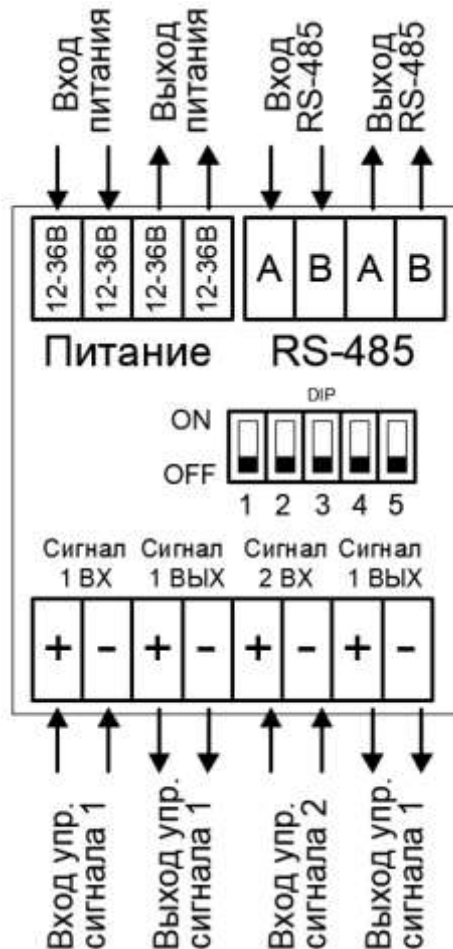 Вход
питания
Выход
питания
Вход
RS-485
Выход
RS-485
12-36В 12-36В 12-36В 12-36В
A B A B
Питание RS-485
DIP
ON
OFF
1 2 3 4 5
Сигнал
1 ВХ
Сигнал
1 ВЫХ
Сигнал
2 ВХ
Сигнал
1 ВЫХ
+ - + - + - + -
Вход упр.
сигнала 1
Выход упр.
сигнала 1
Вход упр.
сигнала 2
Выход упр.
сигнала 1